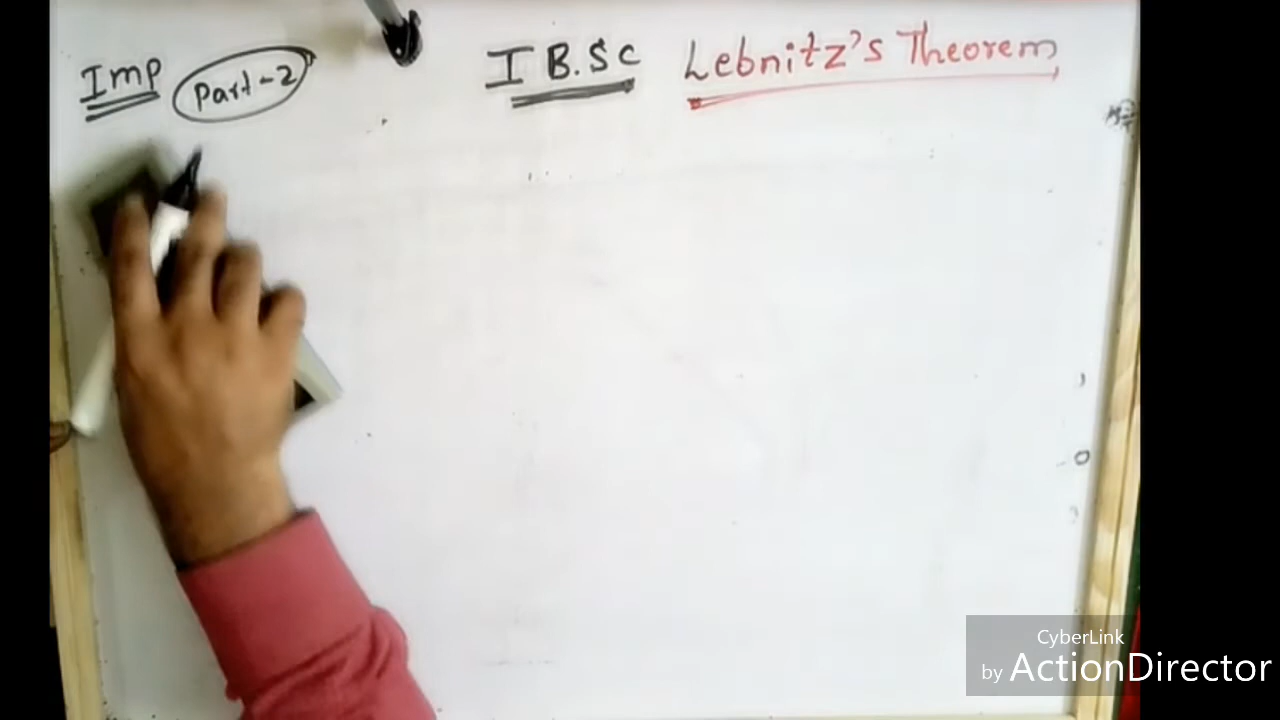 Imp Part-2 I B.Sc Lebnitz's Theorem
CyberLink
by ActionDirector